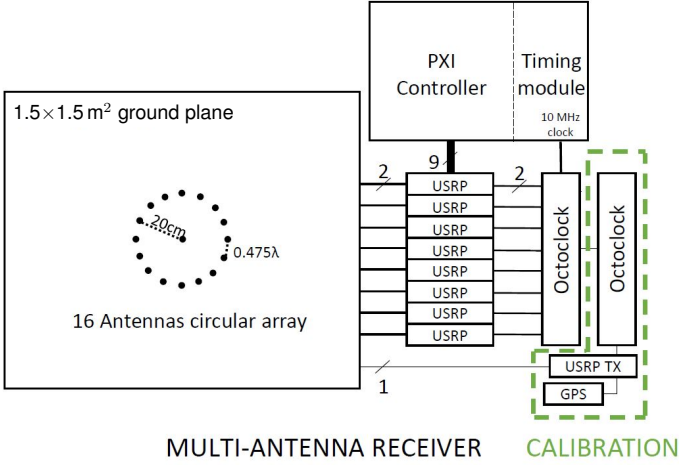 PXI
Controller
Timing
module
10 MHz
clock
1.5×1.5 m² ground plane
20cm
0.475λ
16 Antennas circular array
9
2
2
USRP
USRP
USRP
USRP
USRP
USRP
USRP
USRP
Octoclock
Octoclock
1
USRP TX
GPS
MULTI-ANTENNA RECEIVER
CALIBRATION